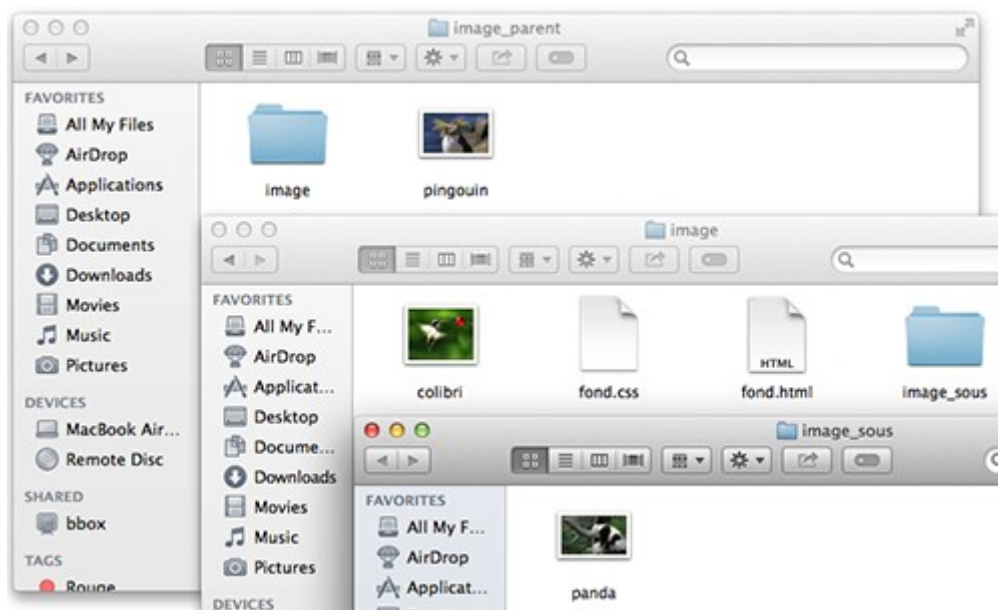 image_parent
FAVORITES
All My Files
AirDrop
Applications
Desktop
Documents
Downloads
Movies
Music
Pictures
DEVICES
MacBook Air...
Remote Disc
SHARED
bbox
TAGS
Rouge
image
pingouin
image
FAVORITES
All My F...
AirDrop
Applicat...
Desktop
Docume...
Downloads
Movies
Music
Pictures
DEVICES
colibri
fond.css
HTML
fond.html
image_sous
image_sous
FAVORITES
All My F...
AirDrop
Applicat...
panda